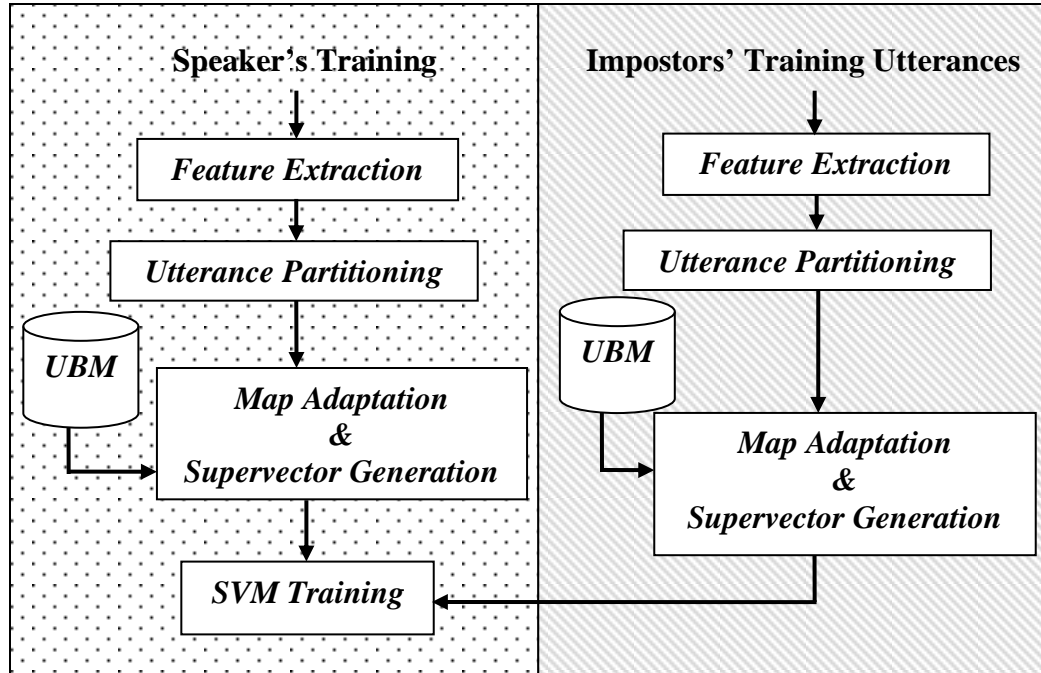 Speaker's Training
Feature Extraction
Utterance Partitioning
UBM
Map Adaptation
&
Supervector Generation
SVM Training
Impostors' Training Utterances
Feature Extraction
Utterance Partitioning
UBM
Map Adaptation
&
Supervector Generation